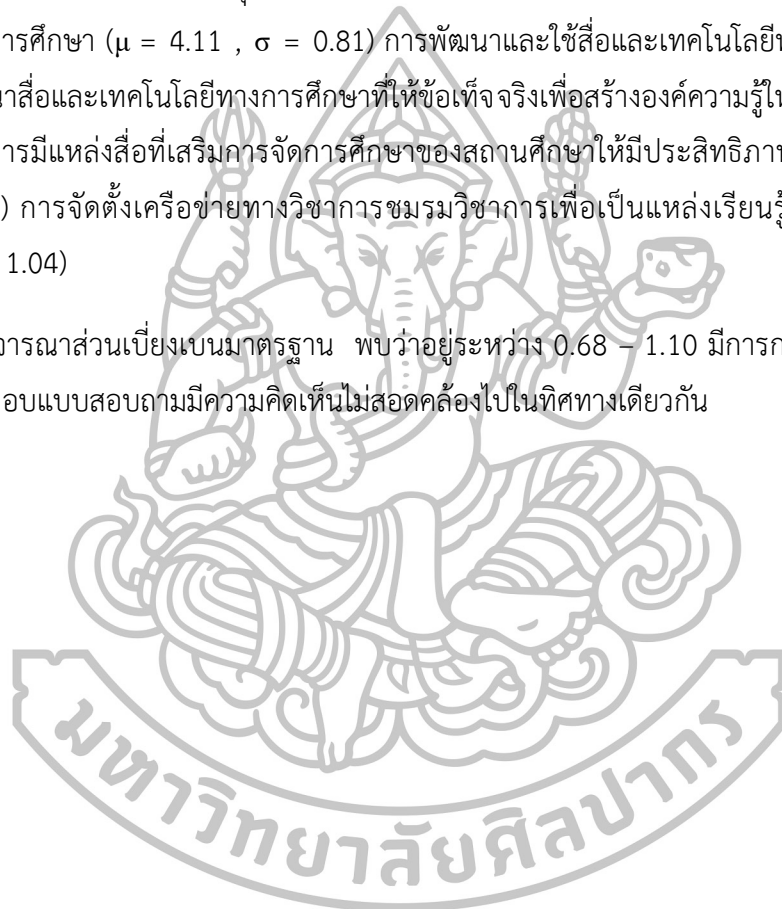 ารศึกษา (μ = 4.11 , σ = 0.81) การพัฒนาและใช้สื่อและเทคโนโลยีท
าสื่อและเทคโนโลยีทางการศึกษาที่ให้ข้อเท็จจริงเพื่อสร้างองค์ความรู้ให
ารมีแหล่งสื่อที่เสริมการจัดการศึกษาของสถานศึกษาให้มีประสิทธิภาพ
) การจัดตั้งเครือข่ายทางวิชาการชมรมวิชาการเพื่อเป็นแหล่งเรียนรู้
1.04)
จารณาส่วนเบี่ยงเบนมาตรฐาน พบว่าอยู่ระหว่าง 0.68 – 1.10 มีการก
อบแบบสอบถามมีความคิดเห็นไม่สอดคล้องไปในทิศทางเดียวกัน
มหาวิทยาลัยศิลปากร